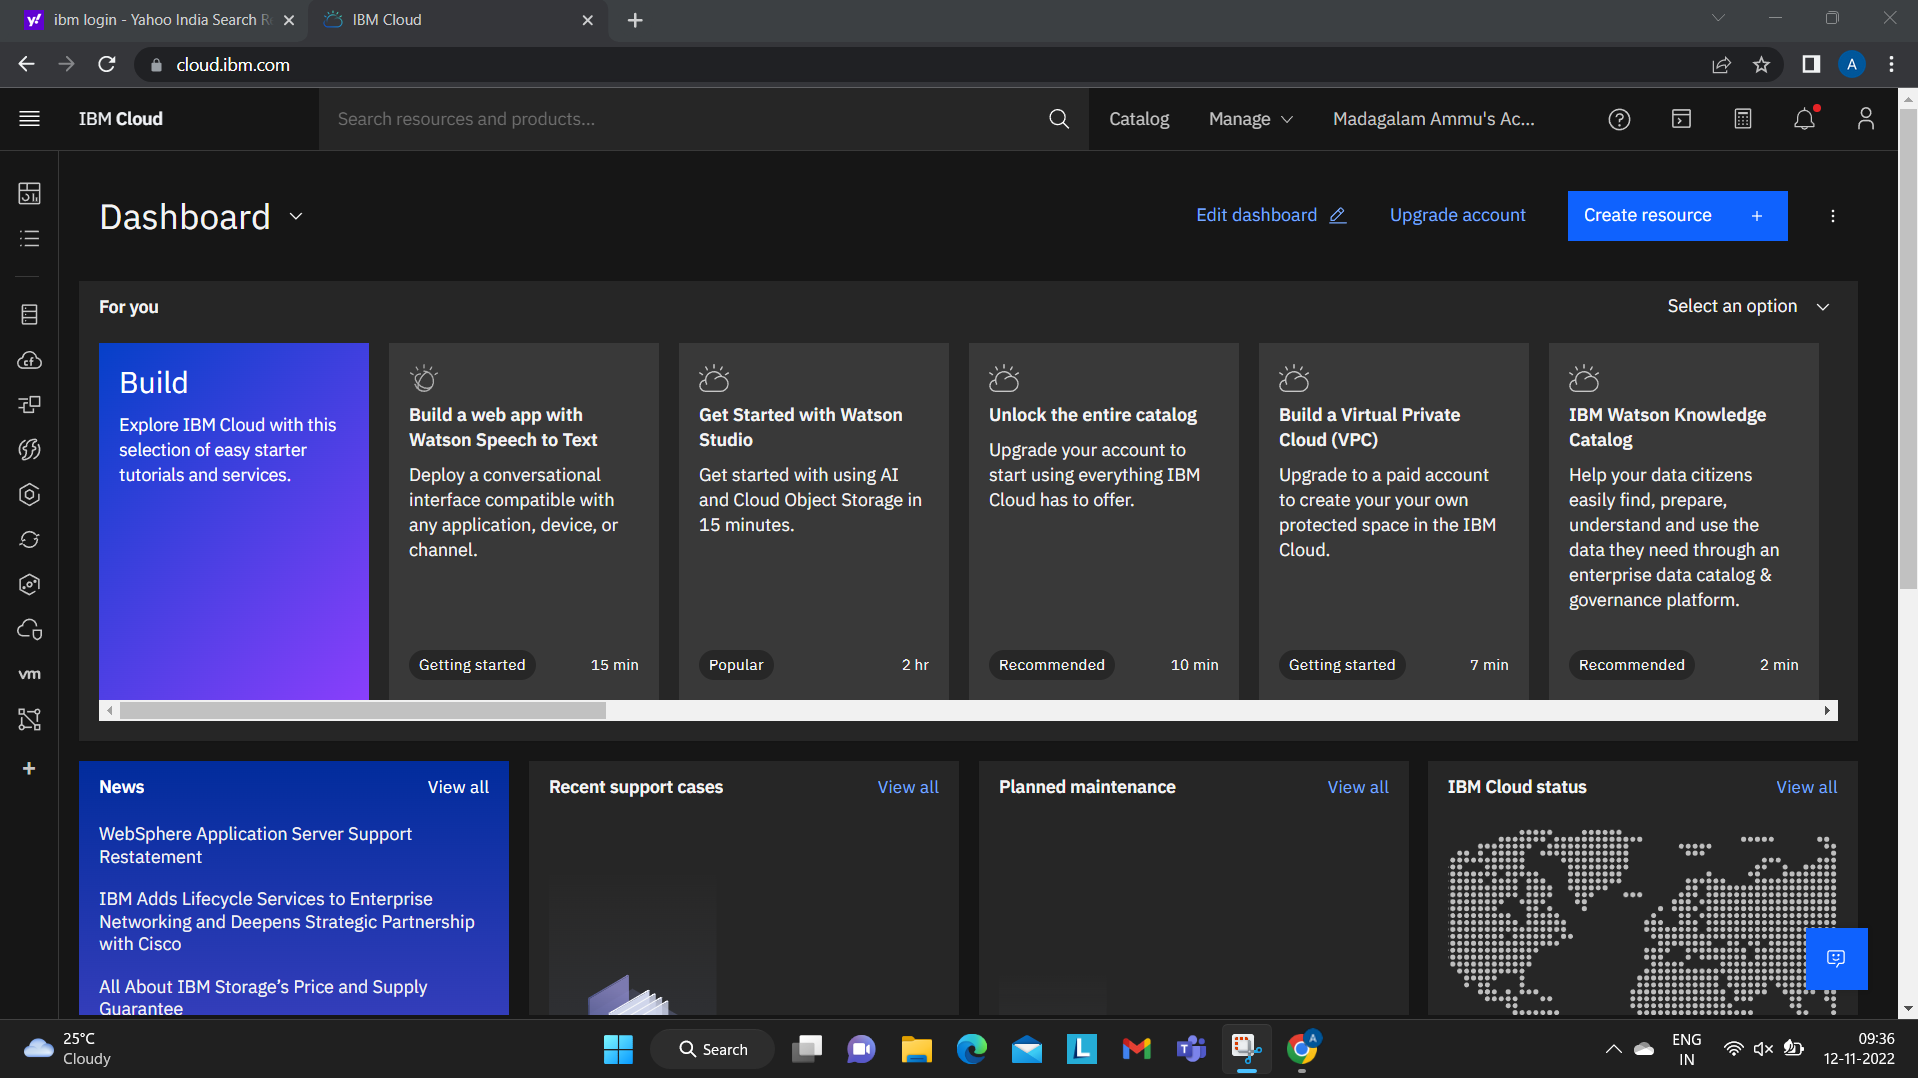 ibm login - Yahoo India Search R
IBM Cloud
cloud.ibm.com
A
IBM Cloud
Search resources and products...
Catalog
Manage
Madagalam Ammu's Ac...
Dashboard
Edit dashboard
Upgrade account
Create resource +
For you
Select an option
Build
Explore IBM Cloud with this
selection of easy starter
tutorials and services.
Build a web app with
Watson Speech to Text
Deploy a conversational
interface compatible with
any application, device, or
channel.
Getting started
15 min
Get Started with Watson
Studio
Get started with using AI
and Cloud Object Storage in
15 minutes.
Popular
2 hr
Unlock the entire catalog
Upgrade your account to
start using everything IBM
Cloud has to offer.
Recommended
10 min
Build a Virtual Private
Cloud (VPC)
Upgrade to a paid account
to create your your own
protected space in the IBM
Cloud.
Getting started
7 min
IBM Watson Knowledge
Catalog
Help your data citizens
easily find, prepare,
understand and use the
data they need through an
enterprise data catalog &
governance platform.
Recommended
2 min
cf
vm
+
News
View all
WebSphere Application Server Support
Restatement
IBM Adds Lifecycle Services to Enterprise
Networking and Deepens Strategic Partnership
with Cisco
All About IBM Storage’s Price and Supply
Guarantee
Recent support cases
View all
Planned maintenance
View all
IBM Cloud status
View all
25°C
Cloudy
Search
L
T
A
ENG
IN
09:36
12-11-2022